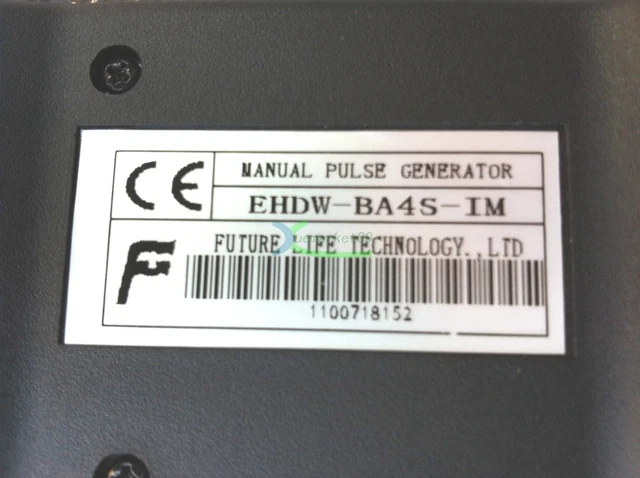 CE
MANUAL PULSE GENERATOR
EHDW-BA4S-IM
F
FUTURE LIFE TECHNOLOGY.,LTD
1100718152